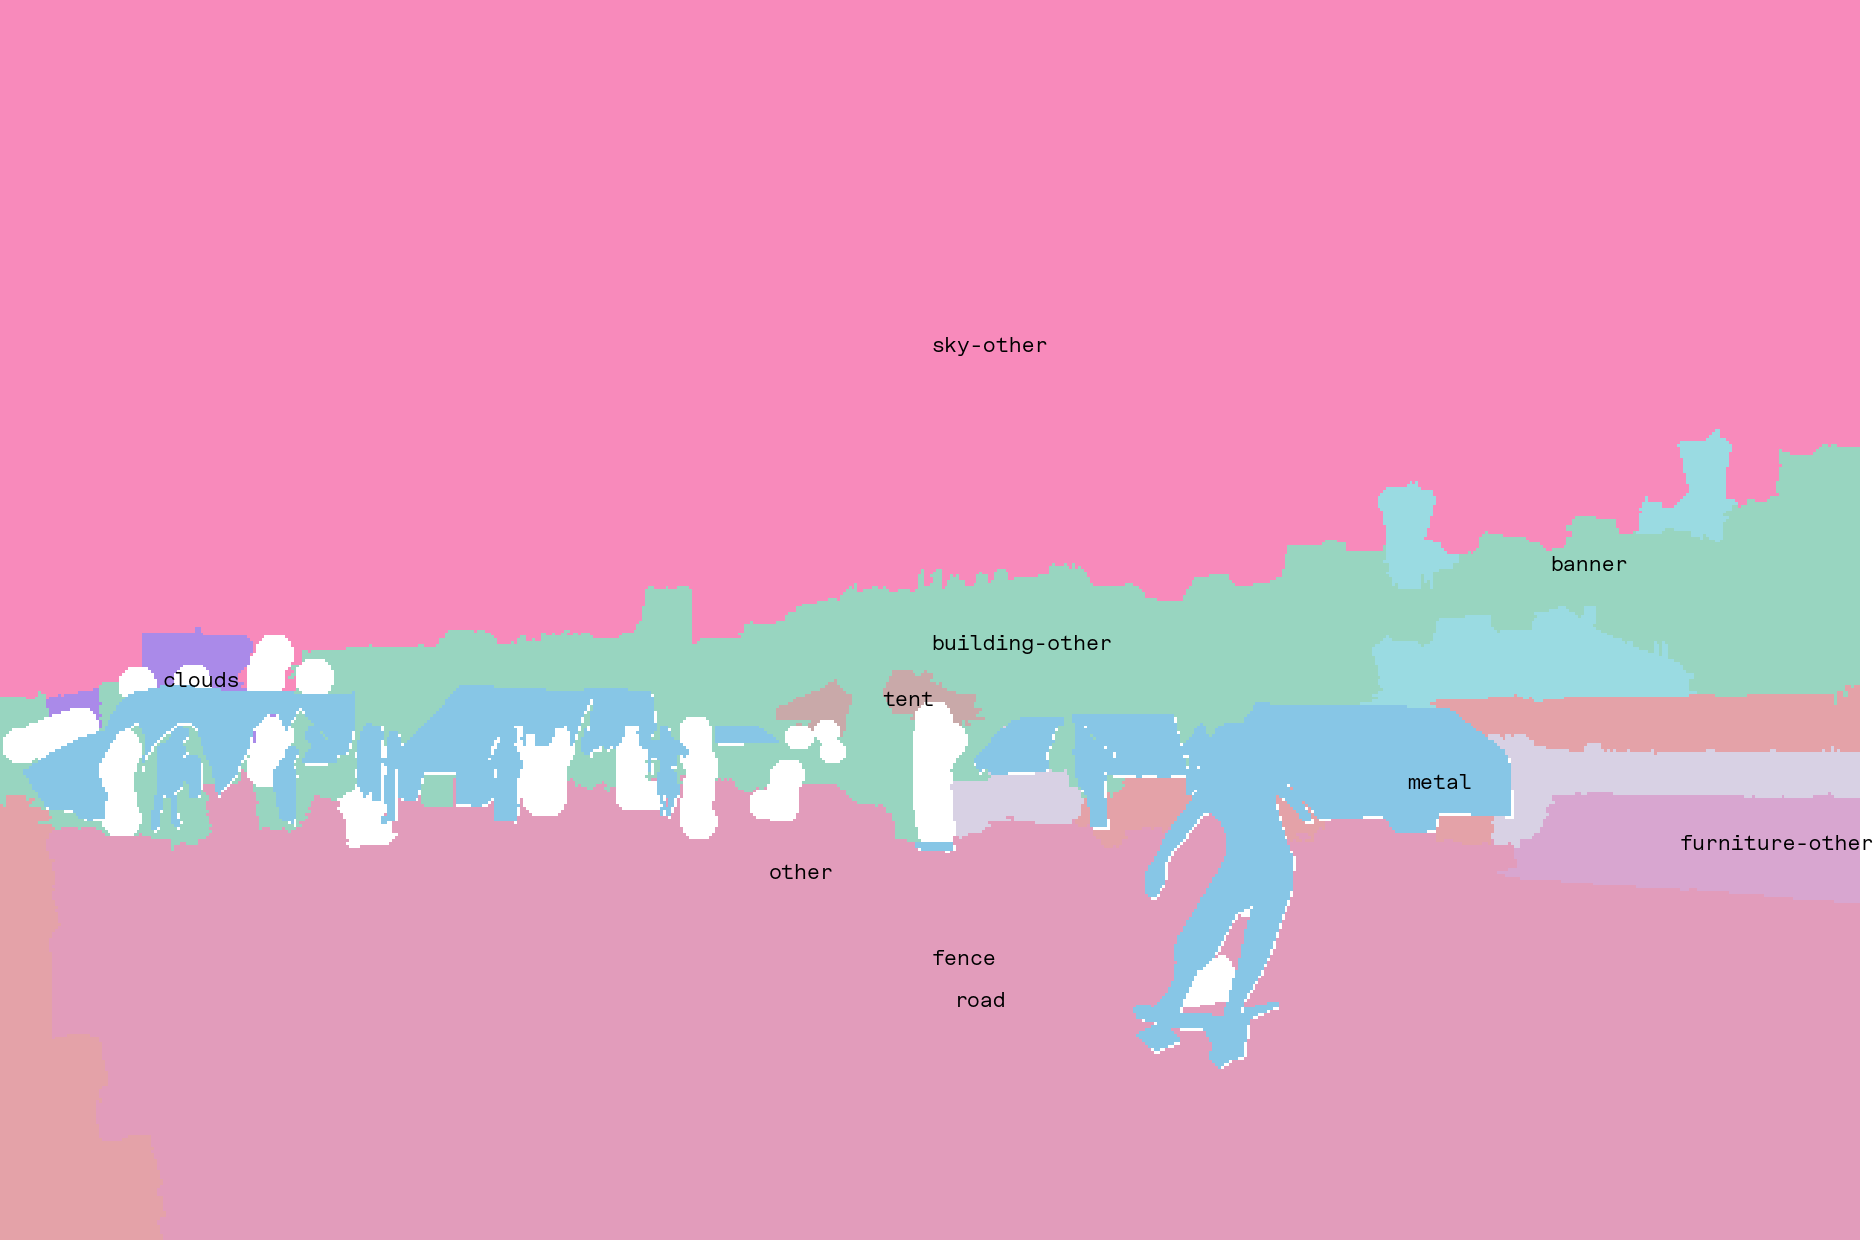 sky-other
banner
building-other
clouds
tent
metal
furniture-other
other
fence
road